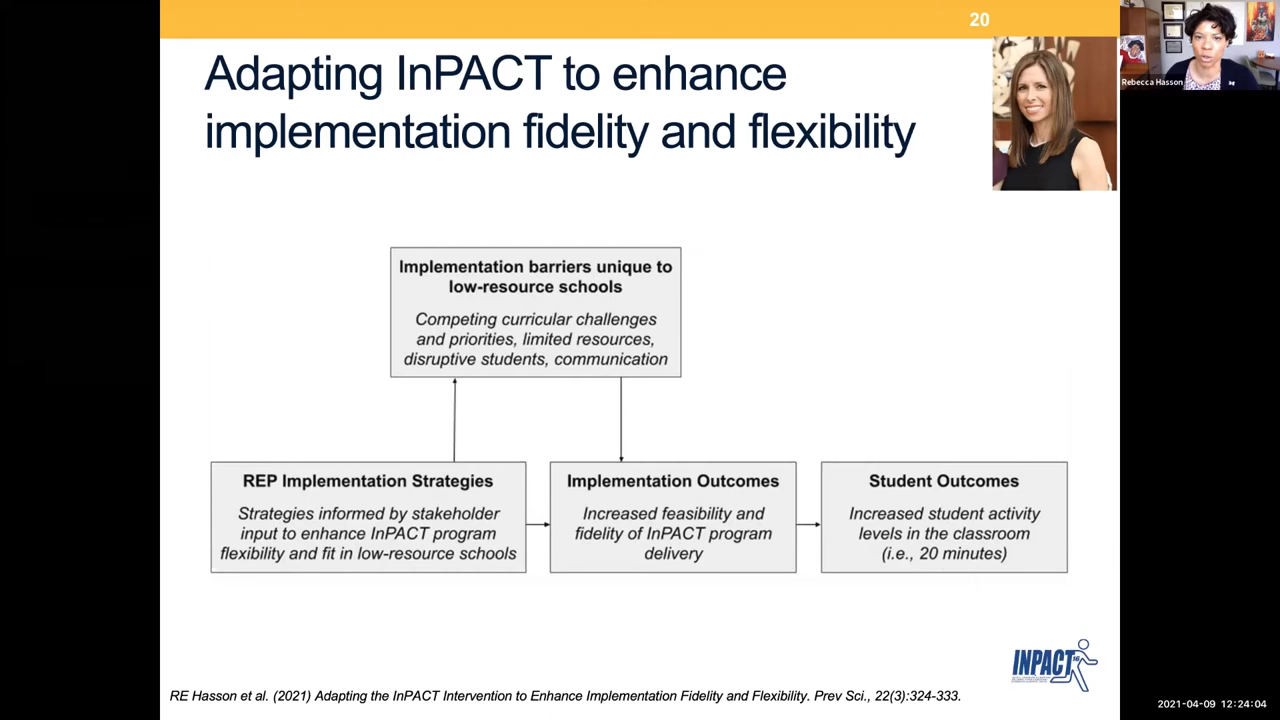 20
Adapting InPACT to enhance
implementation fidelity and flexibility
Rebecca Hasson
Implementation barriers unique to
low-resource schools
Competing curricular challenges
and priorities, limited resources,
disruptive students, communication
REP Implementation Strategies
Strategies informed by stakeholder
input to enhance InPACT program
flexibility and fit in low-resource schools
Implementation Outcomes
Increased feasibility and
fidelity of InPACT program
delivery
Student Outcomes
Increased student activity
levels in the classroom
(i.e., 20 minutes)
INPACT
RE Hasson et al. (2021) Adapting the InPACT Intervention to Enhance Implementation Fidelity and Flexibility. Prev Sci., 22(3):324-333.
2021-04-09 12:24:04